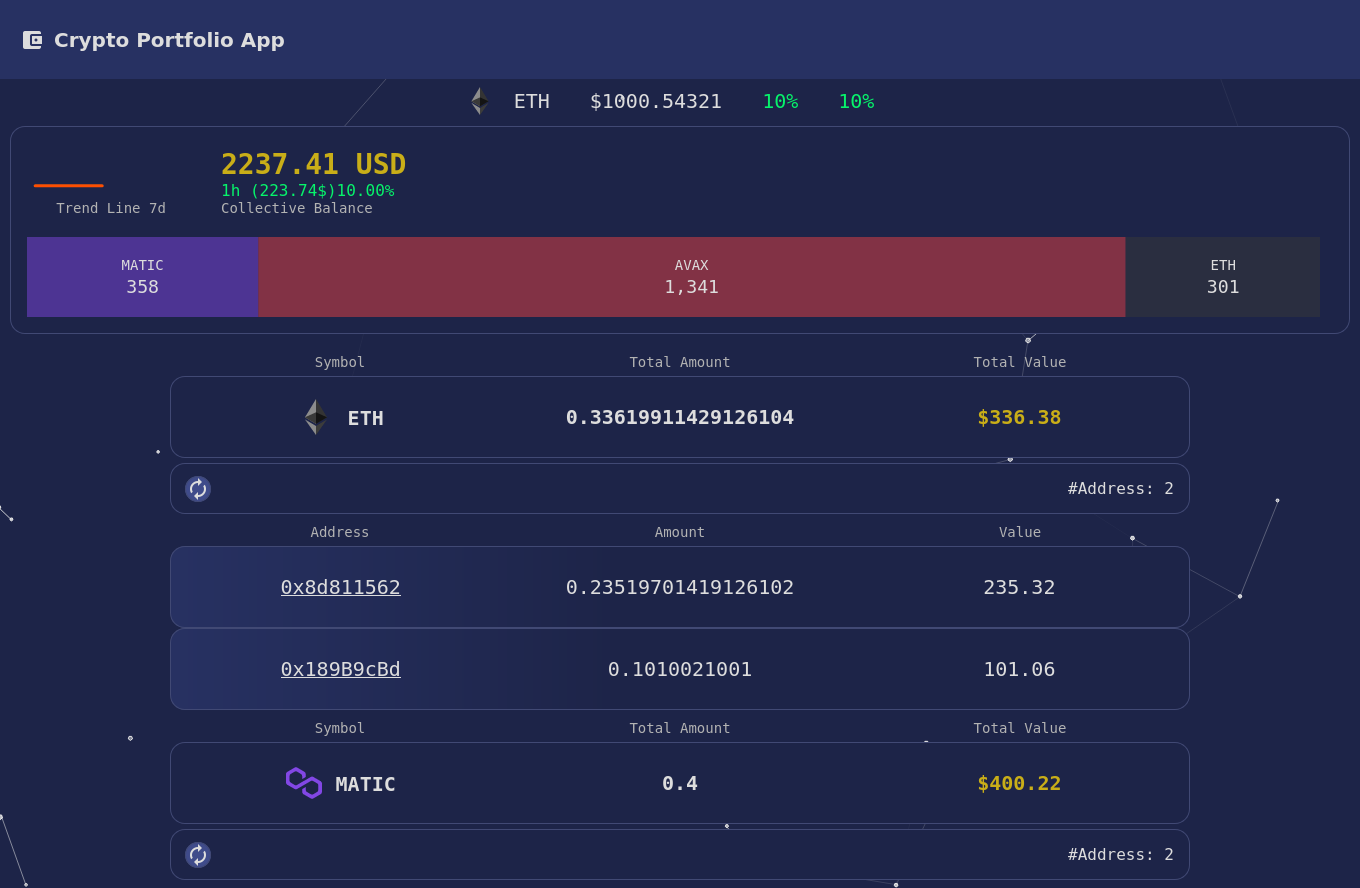 Crypto Portfolio App
ETH $1000.54321 10% 10%
2237.41 USD
1h (223.74$)10.00%
Trend Line 7d Collective Balance
MATIC AVAX ETH
358 1,341 301
Symbol Total Amount Total Value
ETH 0.33619911429126104 $336.38
#Address: 2
Address Amount Value
0x8d811562 0.23519701419126102 235.32
0x189B9cBd 0.1010021001 101.06
Symbol Total Amount Total Value
MATIC 0.4 $400.22
#Address: 2